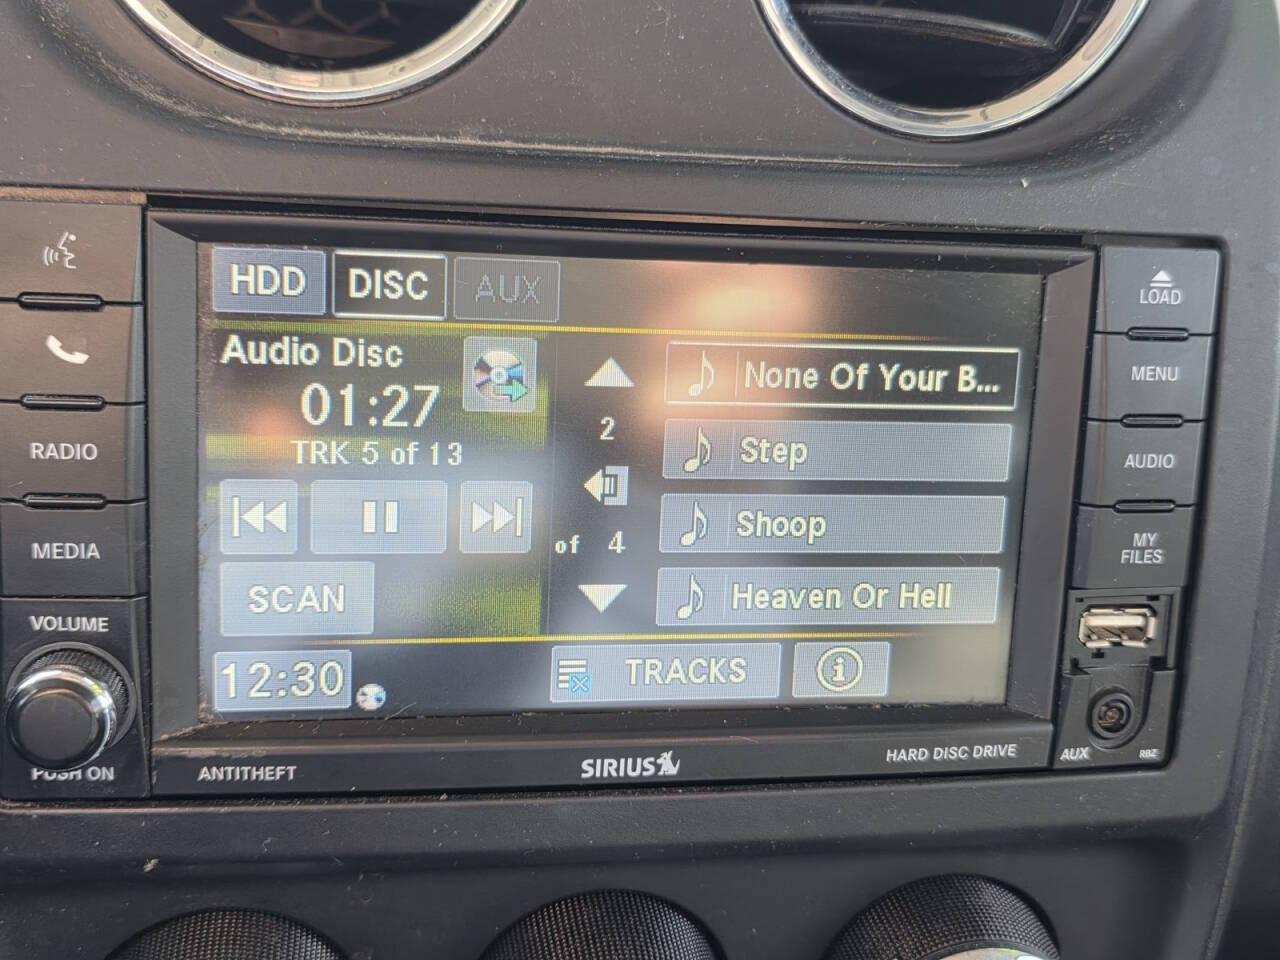 HDD DISC AUX
Audio Disc
01:27
TRK 5 of 13
SCAN
12:30
2
of 4
None Of Your B...
Step
Shoop
Heaven Or Hell
TRACKS
i
RADIO
MEDIA
VOLUME
PUSH ON
LOAD
MENU
AUDIO
MY
FILES
AUX
RBZ
ANTITHEFT
SIRIUS
HARD DISC DRIVE